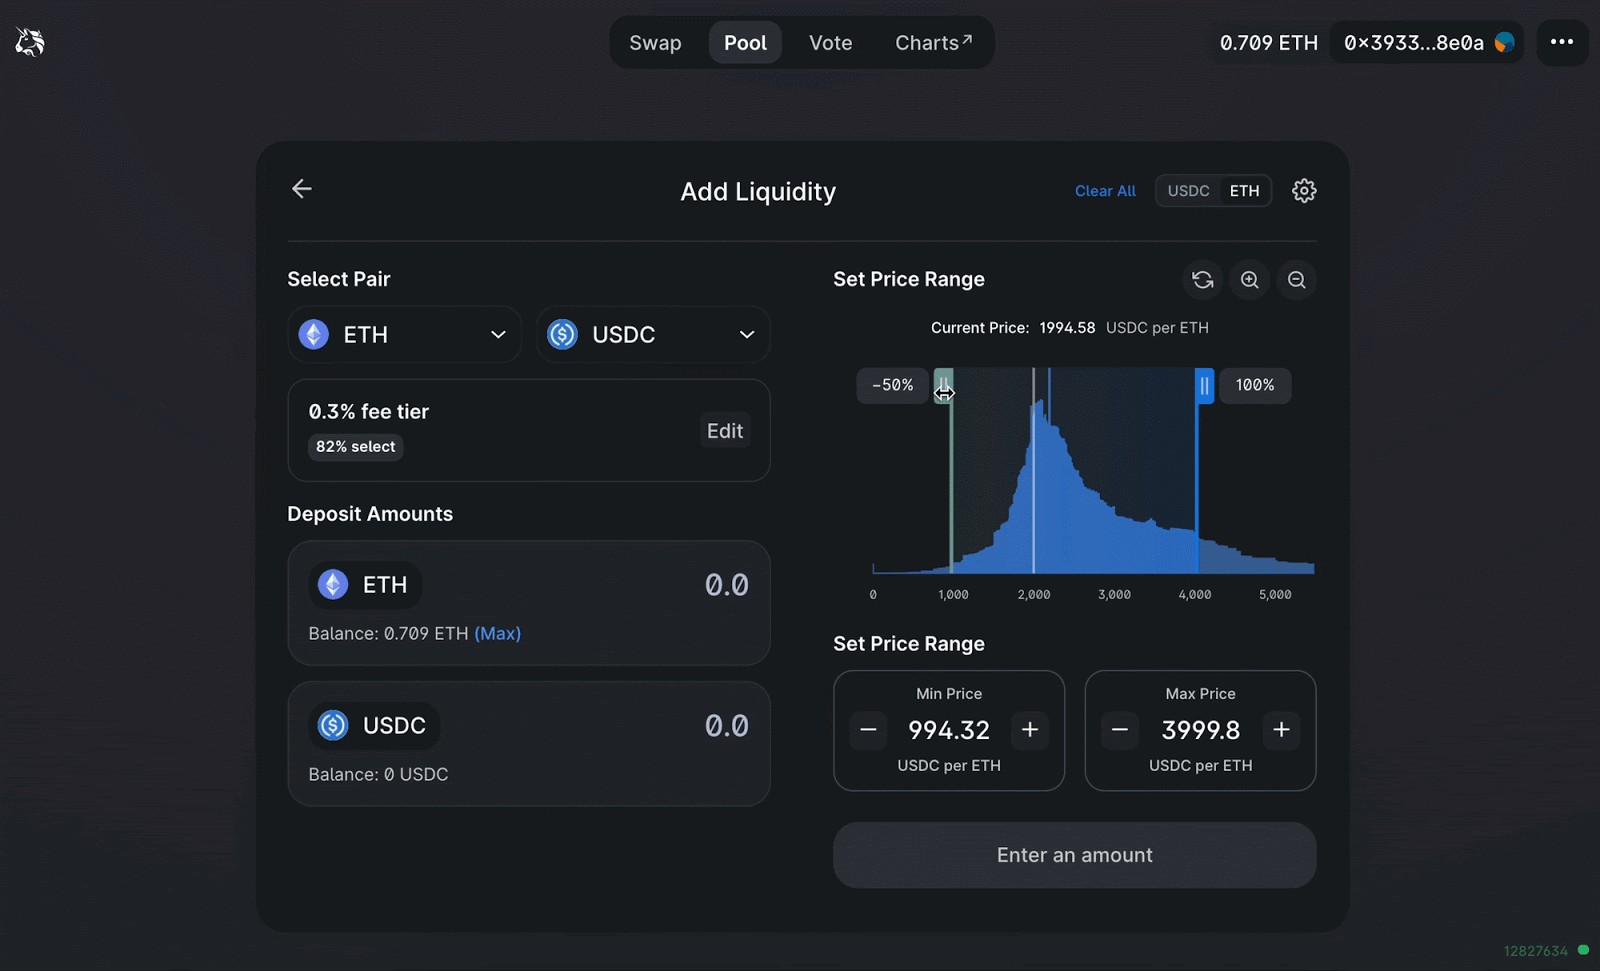 Swap Pool Vote Charts↗
0.709 ETH 0×3933...8e0a
Add Liquidity
Clear All
USDC ETH
Select Pair
ETH
USDC
0.3% fee tier
82% select
Edit
Deposit Amounts
ETH
0.0
Balance: 0.709 ETH (Max)
USDC
0.0
Balance: 0 USDC
Set Price Range
Current Price: 1994.58 USDC per ETH
-50%
100%
0 1,000 2,000 3,000 4,000 5,000
Set Price Range
Min Price
− 994.32 +
USDC per ETH
Max Price
− 3999.8 +
USDC per ETH
Enter an amount
12827634